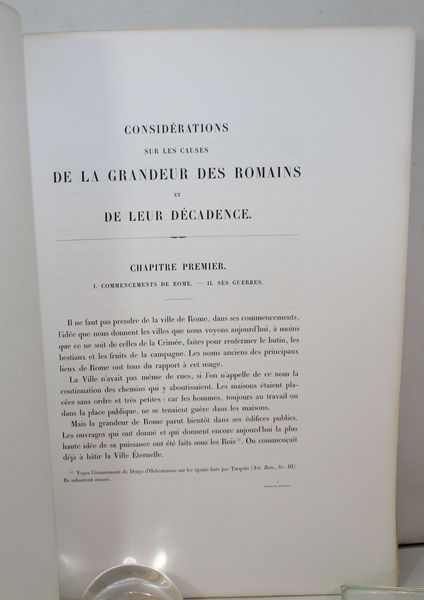 CONSIDÉRATIONS
SUR LES CAUSES
DE LA GRANDEUR DES ROMAINS
ET
DE LEUR DÉCADENCE.
CHAPITRE PREMIER.
I. COMMENCEMENTS DE ROME. — II. SES GUERRES.
Il ne faut pas prendre de la ville de Rome, dans ses commencements,
l'idée que nous donnent les villes que nous voyons aujourd'hui, à moins
que ce ne soit de celles de la Crimée, faites pour renfermer le butin, les
bestiaux et les fruits de la campagne. Les noms anciens des principaux
lieux de Rome ont tous du rapport à cet usage.
La Ville n'avait pas même de rues, si l'on n'appelle de ce nom la
continuation des chemins qui y aboutissaient. Les maisons étaient pla-
cées sans ordre et très petites : car les hommes, toujours au travail ou
dans la place publique, ne se tenaient guère dans les maisons.
Mais la grandeur de Rome parut bientôt dans ses édifices publics.
Les ouvrages qui ont donné et qui donnent encore aujourd'hui la plus
haute idée de sa puissance ont été faits sous les Rois. On commençait
déjà à bâtir la Ville Éternelle.
Voyez l'étonnement de Denys d'Halicarnasse sur les égouts faits par Tarquin (Ant. Rom., liv. III).
Ils subsistent encore.